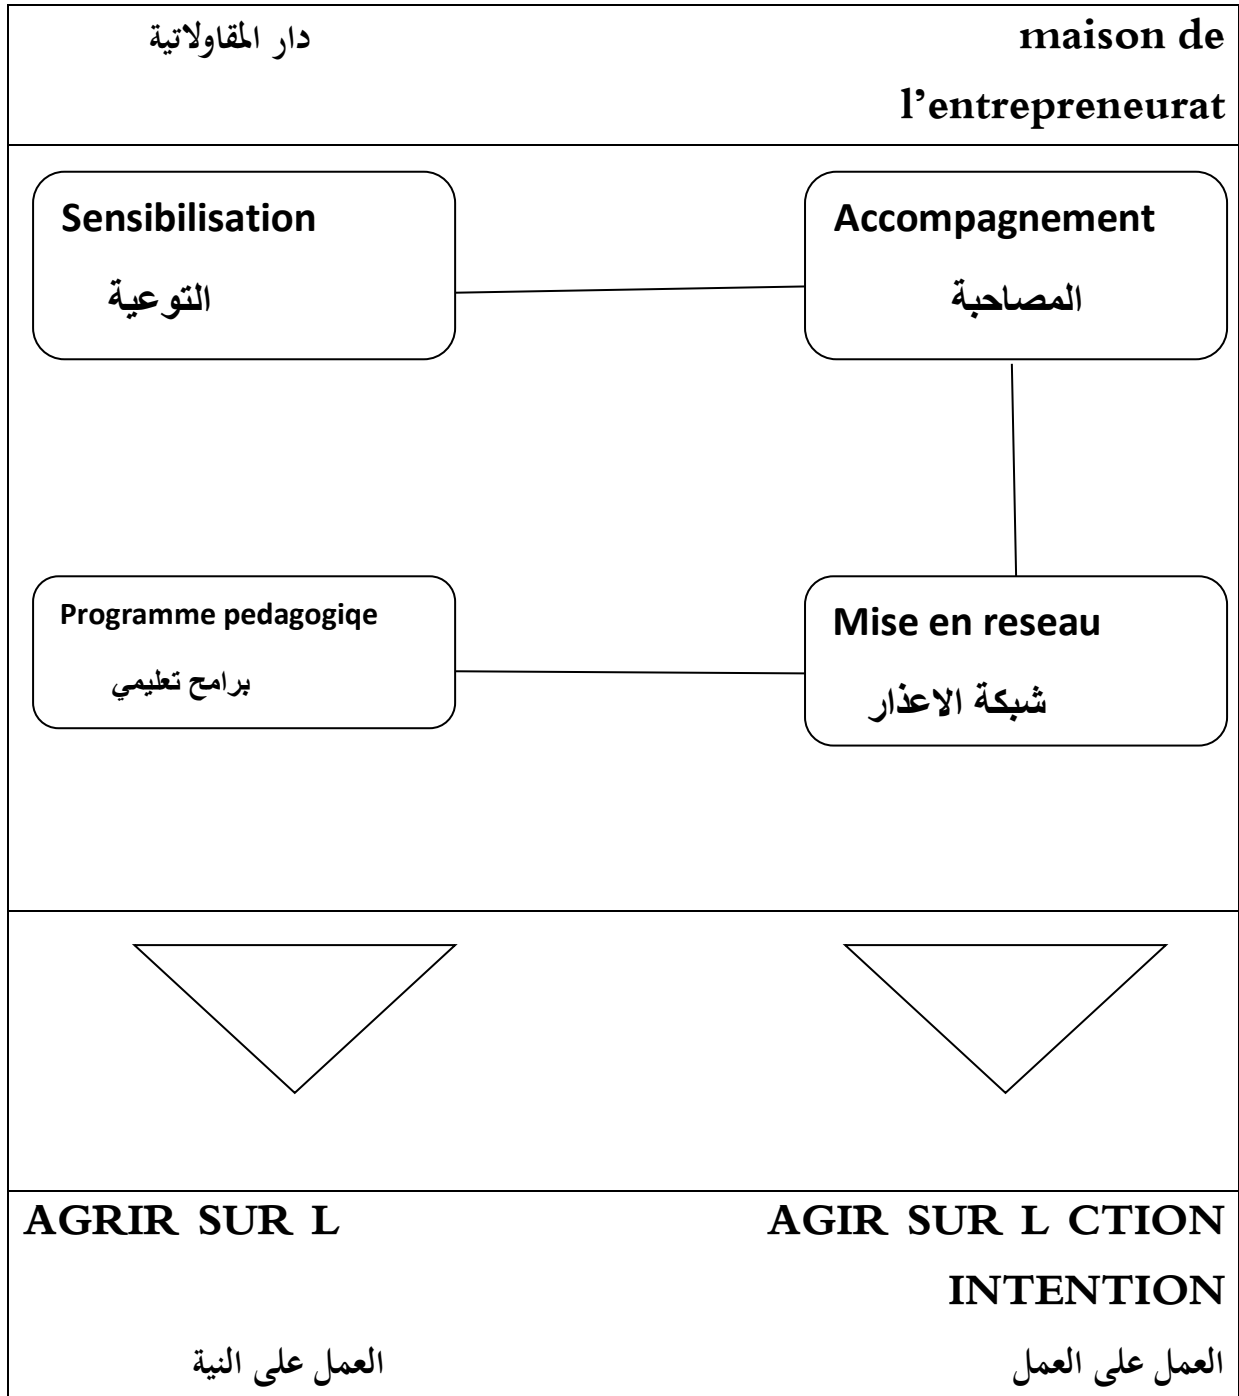 دار المقاولاتية
maison de
l’entrepreneurat
Sensibilisation
التوعية
Accompagnement
المصاحبة
Programme pedagogiqe
برامح تعليمي
Mise en reseau
شبكة الاعذار
AGRIR SUR L
AGIR SUR L CTION
INTENTION
العمل على النية
العمل على العمل